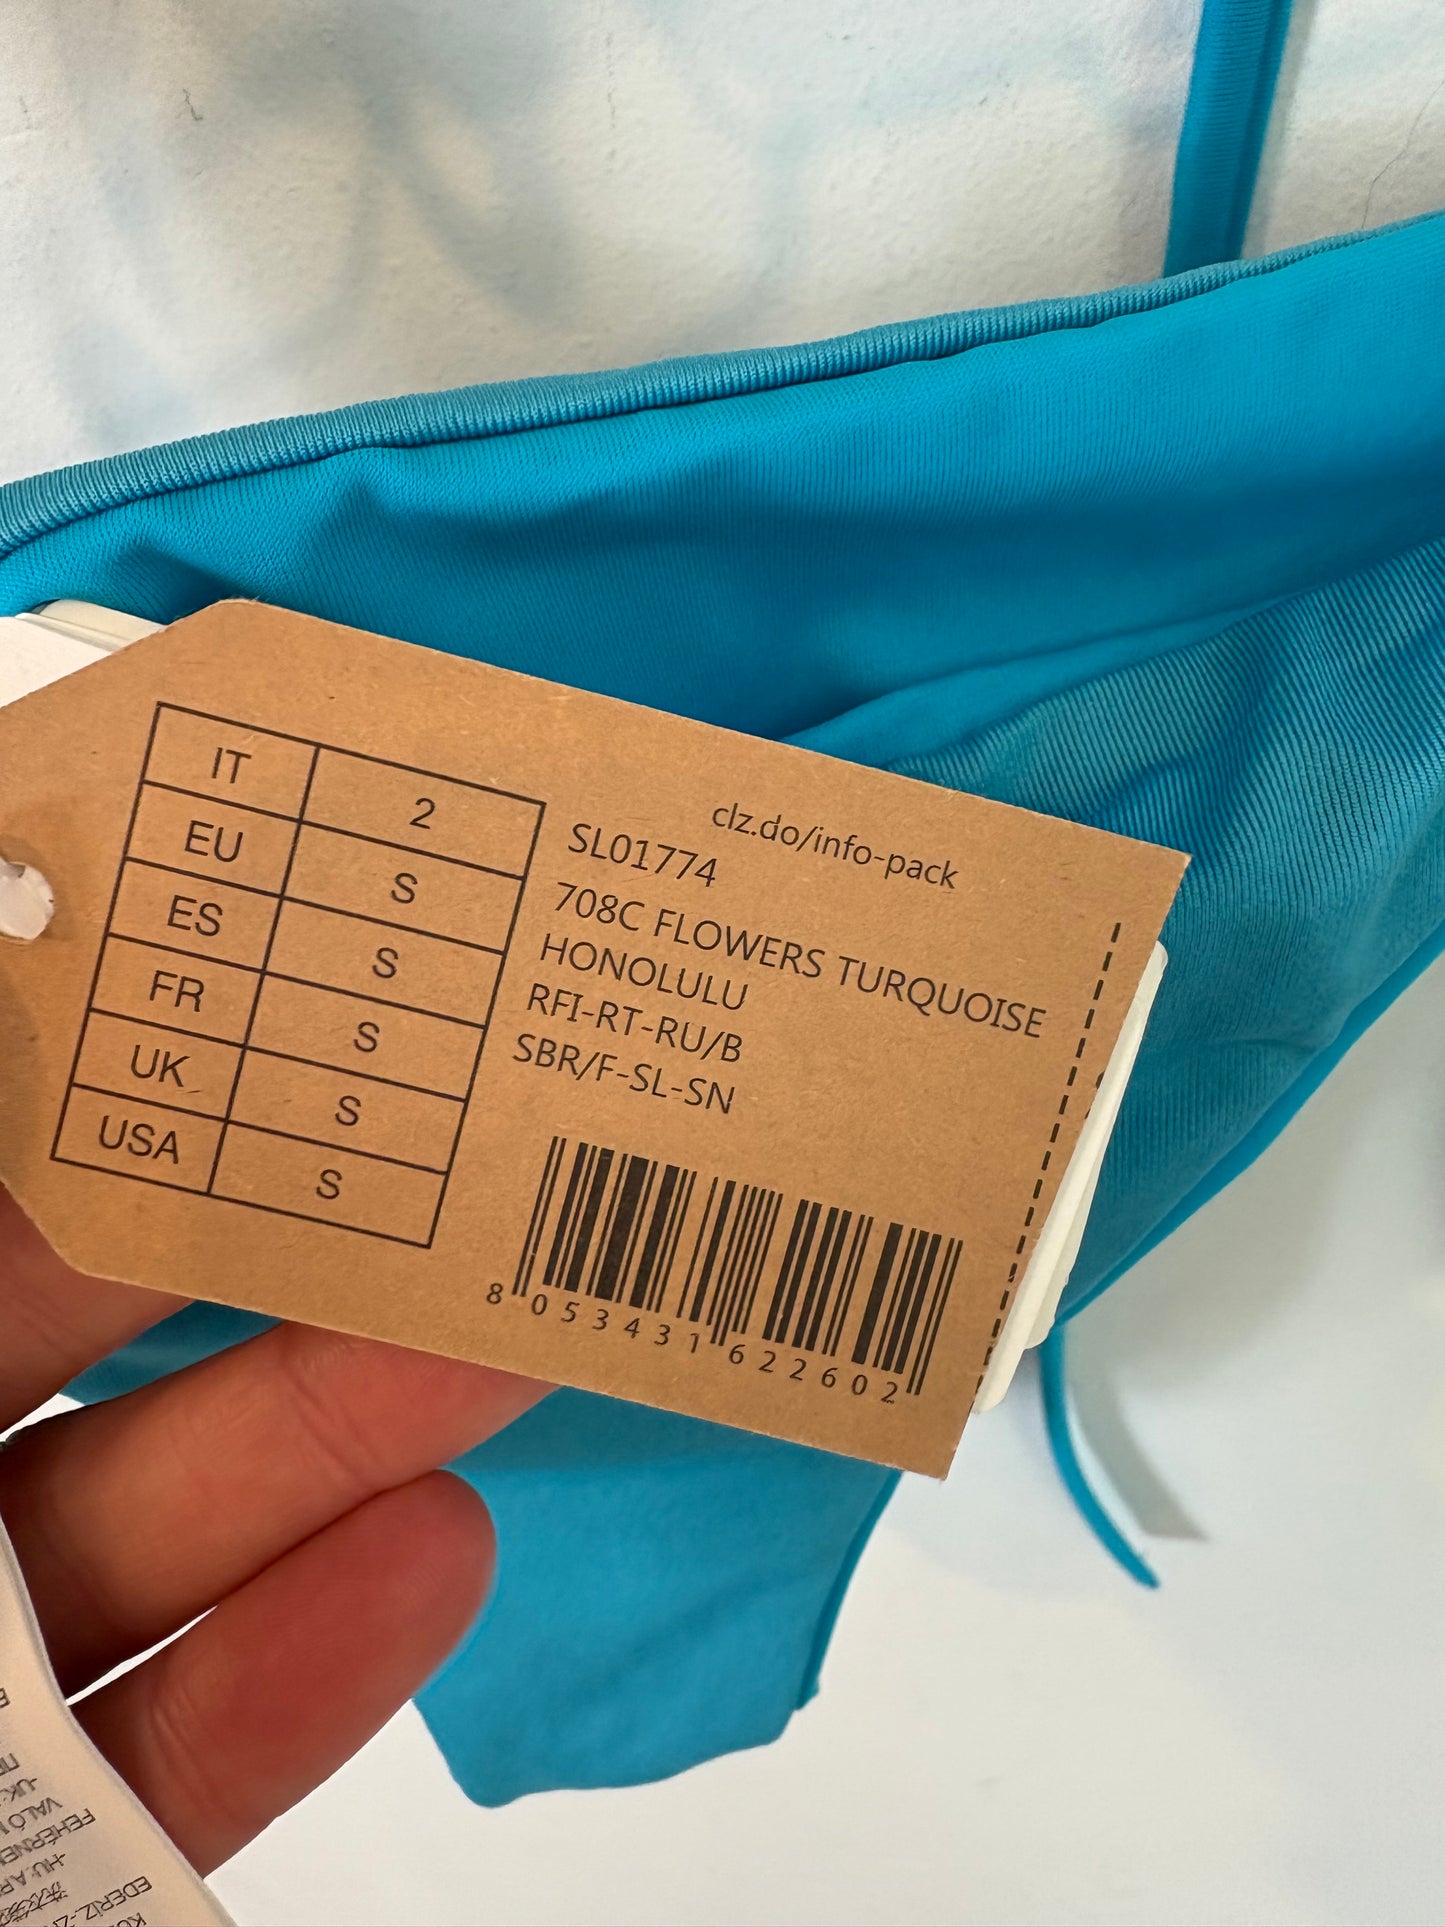 clz.do/info-pack
IT 2
EU S
ES S
FR S
UK S
USA S
SL01774
708C FLOWERS TURQUOISE
HONOLULU
RFI-RT-RU/B
SBR/F-SL-SN
8 053431 622602
EDERÍZ